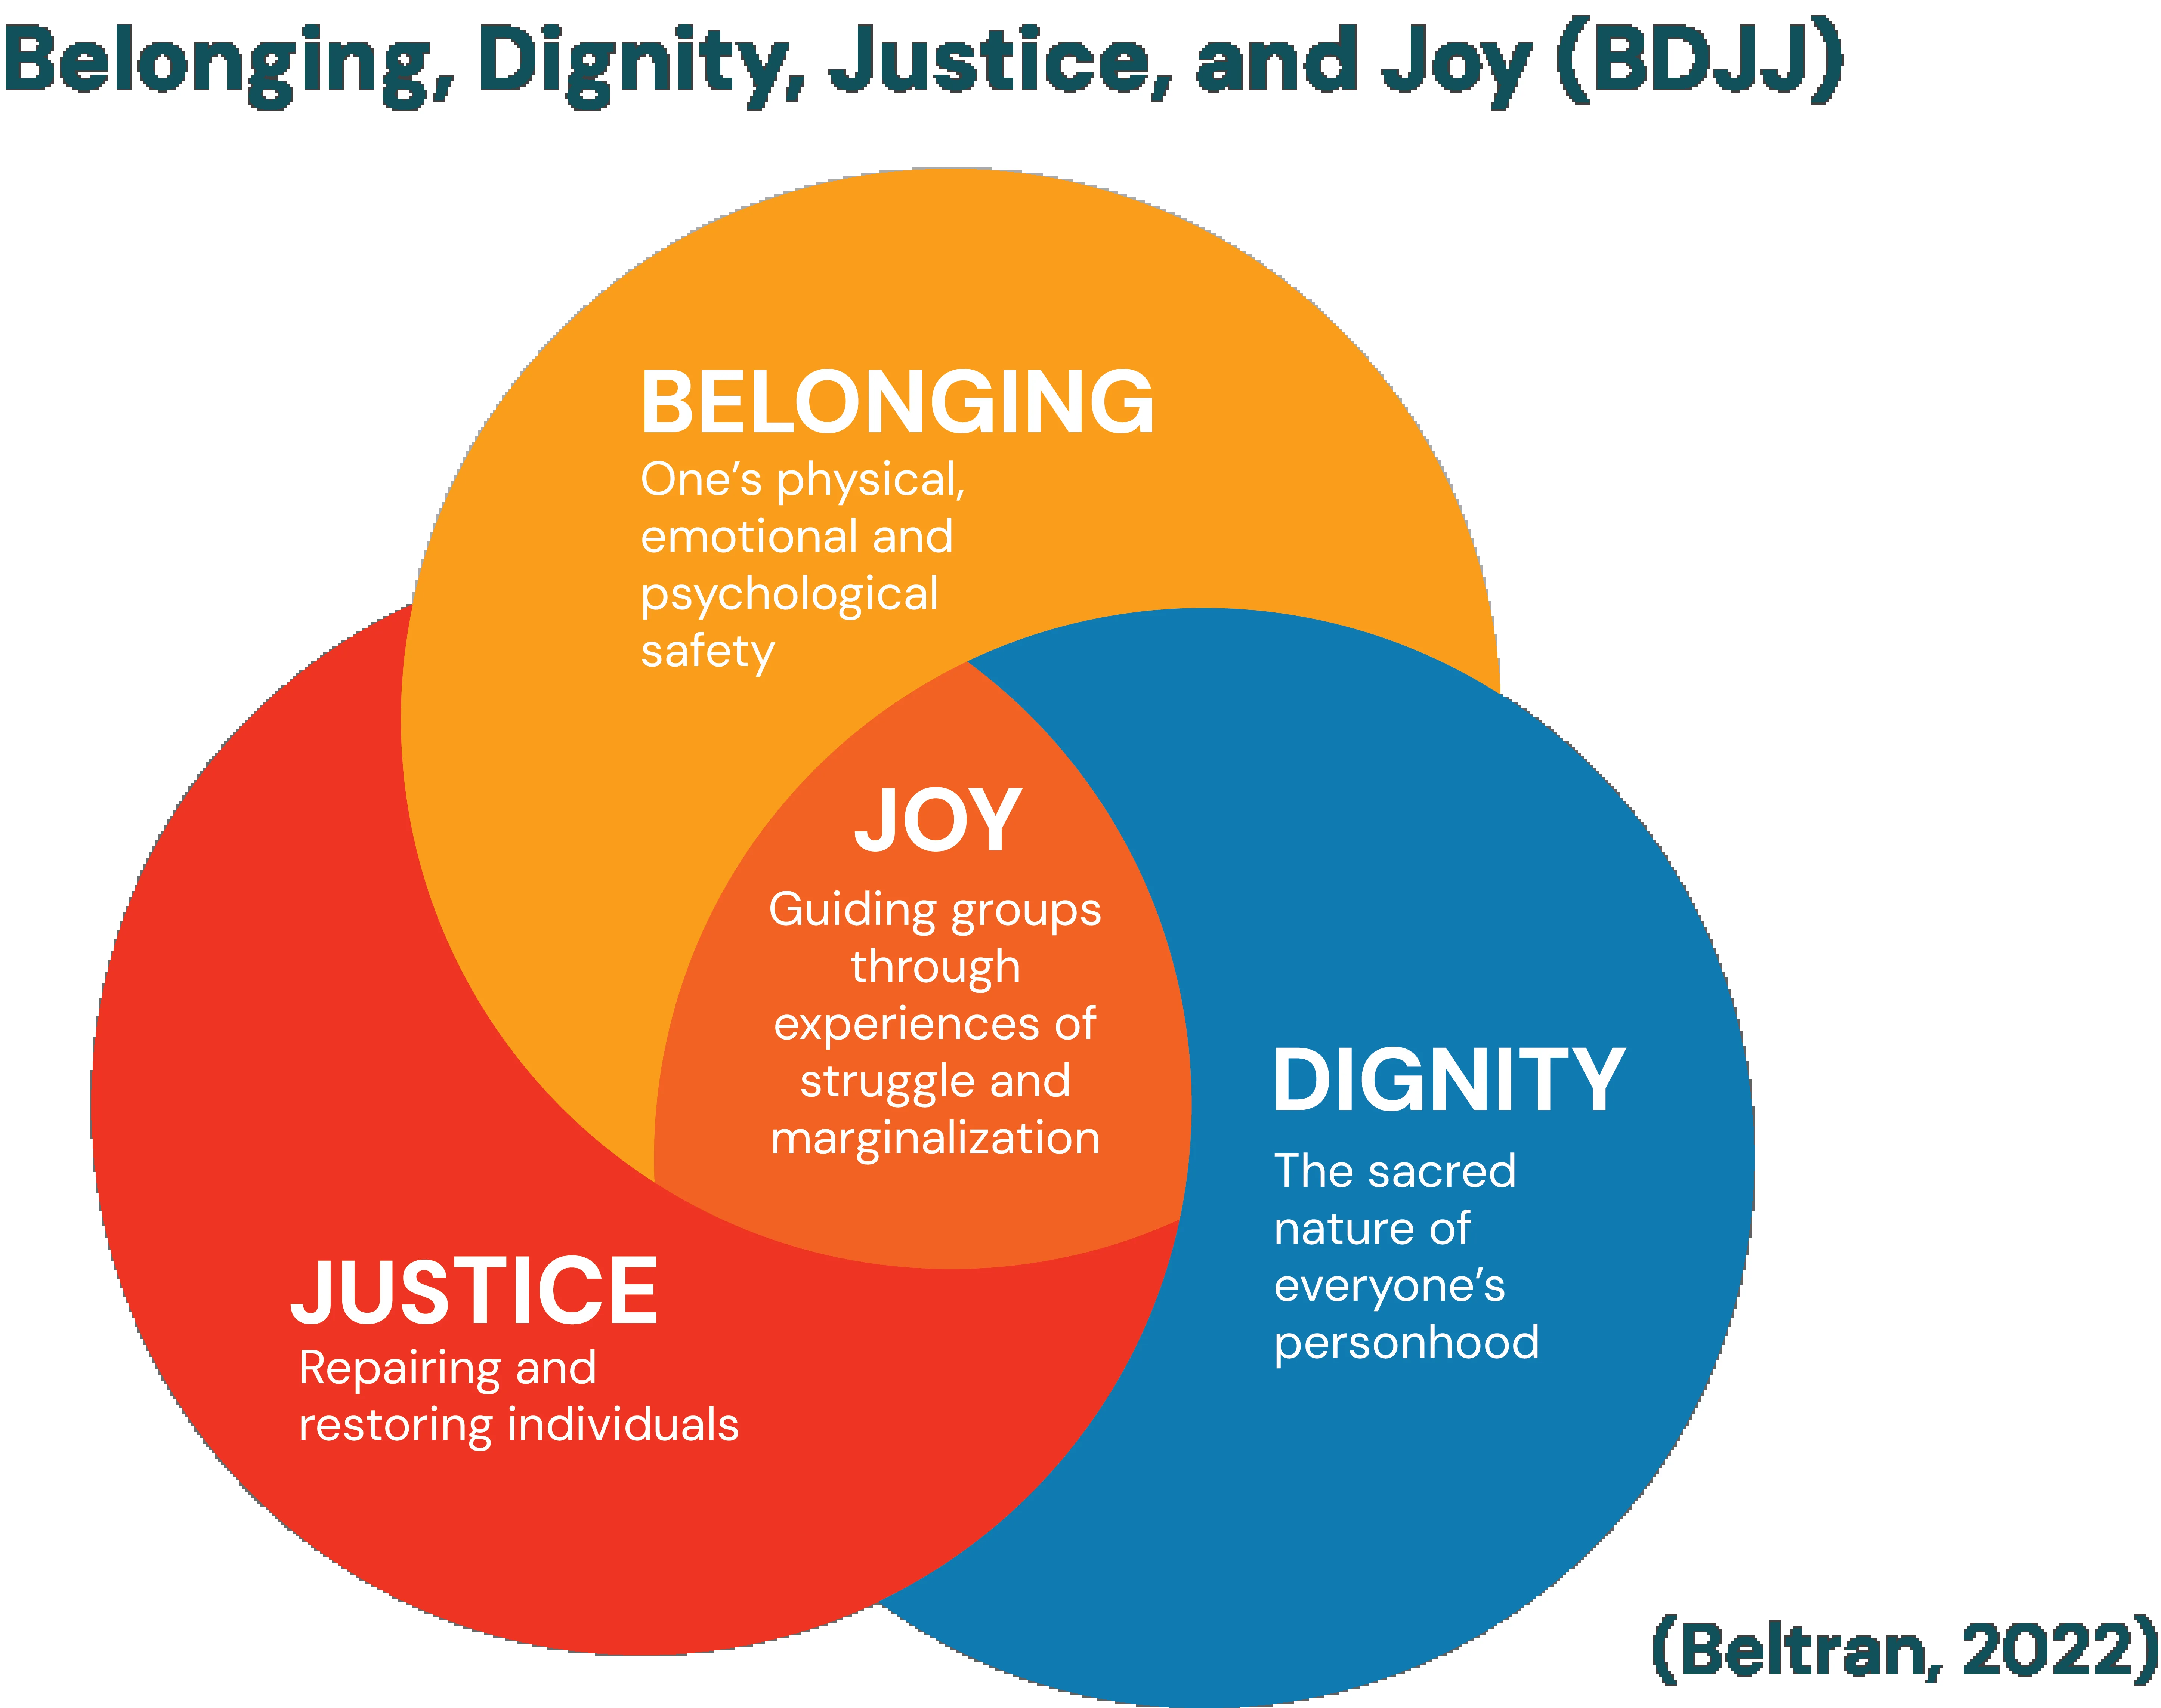 Belonging, Dignity, Justice, and Joy (BDJJ)
BELONGING
One’s physical,
emotional and
psychological
safety
JOY
Guiding groups
through
experiences of
struggle and
marginalization
DIGNITY
The sacred
nature of
everyone’s
personhood
JUSTICE
Repairing and
restoring individuals
(Beltran, 2022)